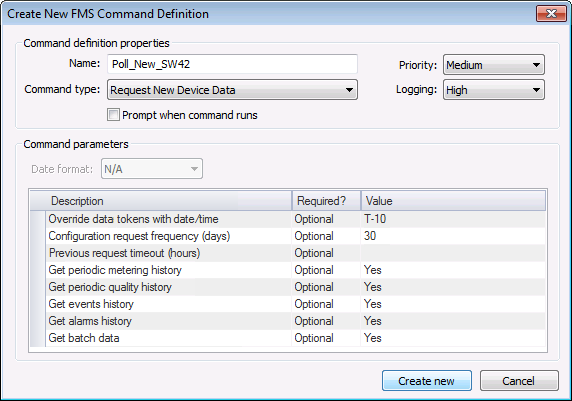 Create New FMS Command Definition
Command definition properties
Name: Poll_New_SW42 Priority: Medium
Command type: Request New Device Data Logging: High
Prompt when command runs
Command parameters
Date format: N/A
Description Required? Value
Override data tokens with date/time Optional T-10
Configuration request frequency (days) Optional 30
Previous request timeout (hours) Optional
Get periodic metering history Optional Yes
Get periodic quality history Optional Yes
Get events history Optional Yes
Get alarms history Optional Yes
Get batch data Optional Yes
Create new Cancel